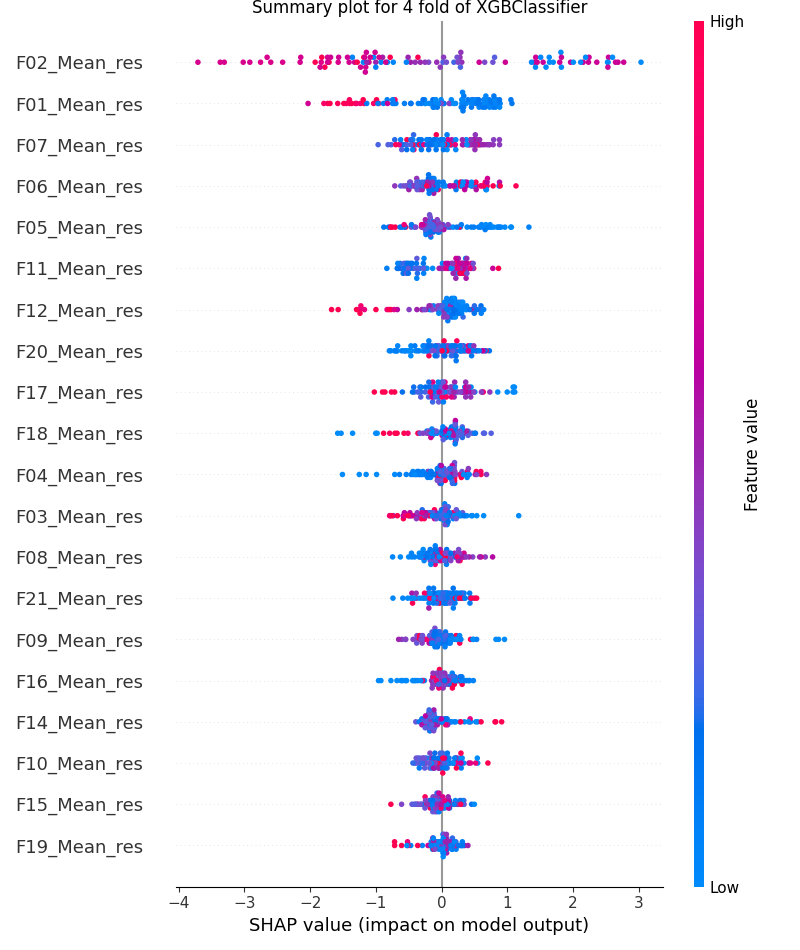 Summary plot for 4 fold of XGBClassifier
High
F02_Mean_res
F01_Mean_res
F07_Mean_res
F06_Mean_res
F05_Mean_res
F11_Mean_res
F12_Mean_res
F20_Mean_res
F17_Mean_res
F18_Mean_res
F04_Mean_res
F03_Mean_res
F08_Mean_res
F21_Mean_res
F09_Mean_res
F16_Mean_res
F14_Mean_res
F10_Mean_res
F15_Mean_res
F19_Mean_res
Feature value
Low
−4 −3 −2 −1 0 1 2 3
SHAP value (impact on model output)